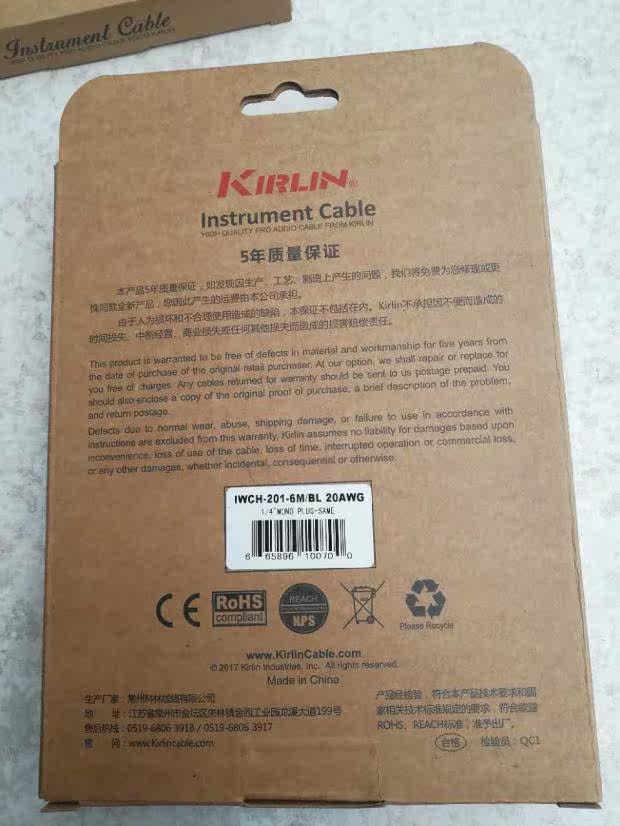 Instrument Cable
HIGH QUALITY PRO AUDIO CABLE FROM KIRLIN
KIRLIN®
Instrument Cable
HIGH QUALITY PRO AUDIO CABLE FROM KIRLIN
5年质量保证
本产品5年质量保证，如发现因生产、工艺、制造上产生的问题，我们将免费为您修理或更
换同款全新产品，您因此产生的运费由本公司承担。
由于人为损坏和不合理使用造成的缺陷，本保证不包括在内。Kirlin不承担因不便而造成的
时间损失、中断经营、商业损失或任何其他损失而造成的损害赔偿责任。
This product is warranted to be free of defects in material and workmanship for five years from
the date of purchase of the original retail purchaser. At our option, we shall repair or replace for
you free of charges. Any cables returned for warranty should be sent to us postage prepaid. You
should also enclose a copy of the original proof of purchase, a brief description of the problem,
and return postage.
Defects due to normal wear, abuse, shipping damage, or failure to use in accordance with
instructions are excluded from this warranty, Kirlin assumes no liability for damages based upon
inconvenience, loss of use of the cable, loss of time, interrupted operation or commercial loss,
or any other damages, whether incidental, consequential or otherwise.
IWCH-201-6M/BL 20AWG
1/4"MONO PLUG-SAME
6 65896 10070 0
CE RoHS compliant REACH NPS
Please Recycle
www.KirlinCable.com
© 2017 Kirlin Industries, Inc. All rights reserved.
Made in China
生产厂家：常州科林线缆有限公司
地 址：江苏省常州市金坛区朱林镇金西工业园龙溪大道199号
售后热线：0519-6806 3918 / 0519-6806 3917
官 网：www.Kirlincable.com
产品经检验，符合本产品技术要求和国
家相关技术标准规定的要求，符合欧盟
ROHS、REACH标准，准予出厂。
合格 检验员：QC1